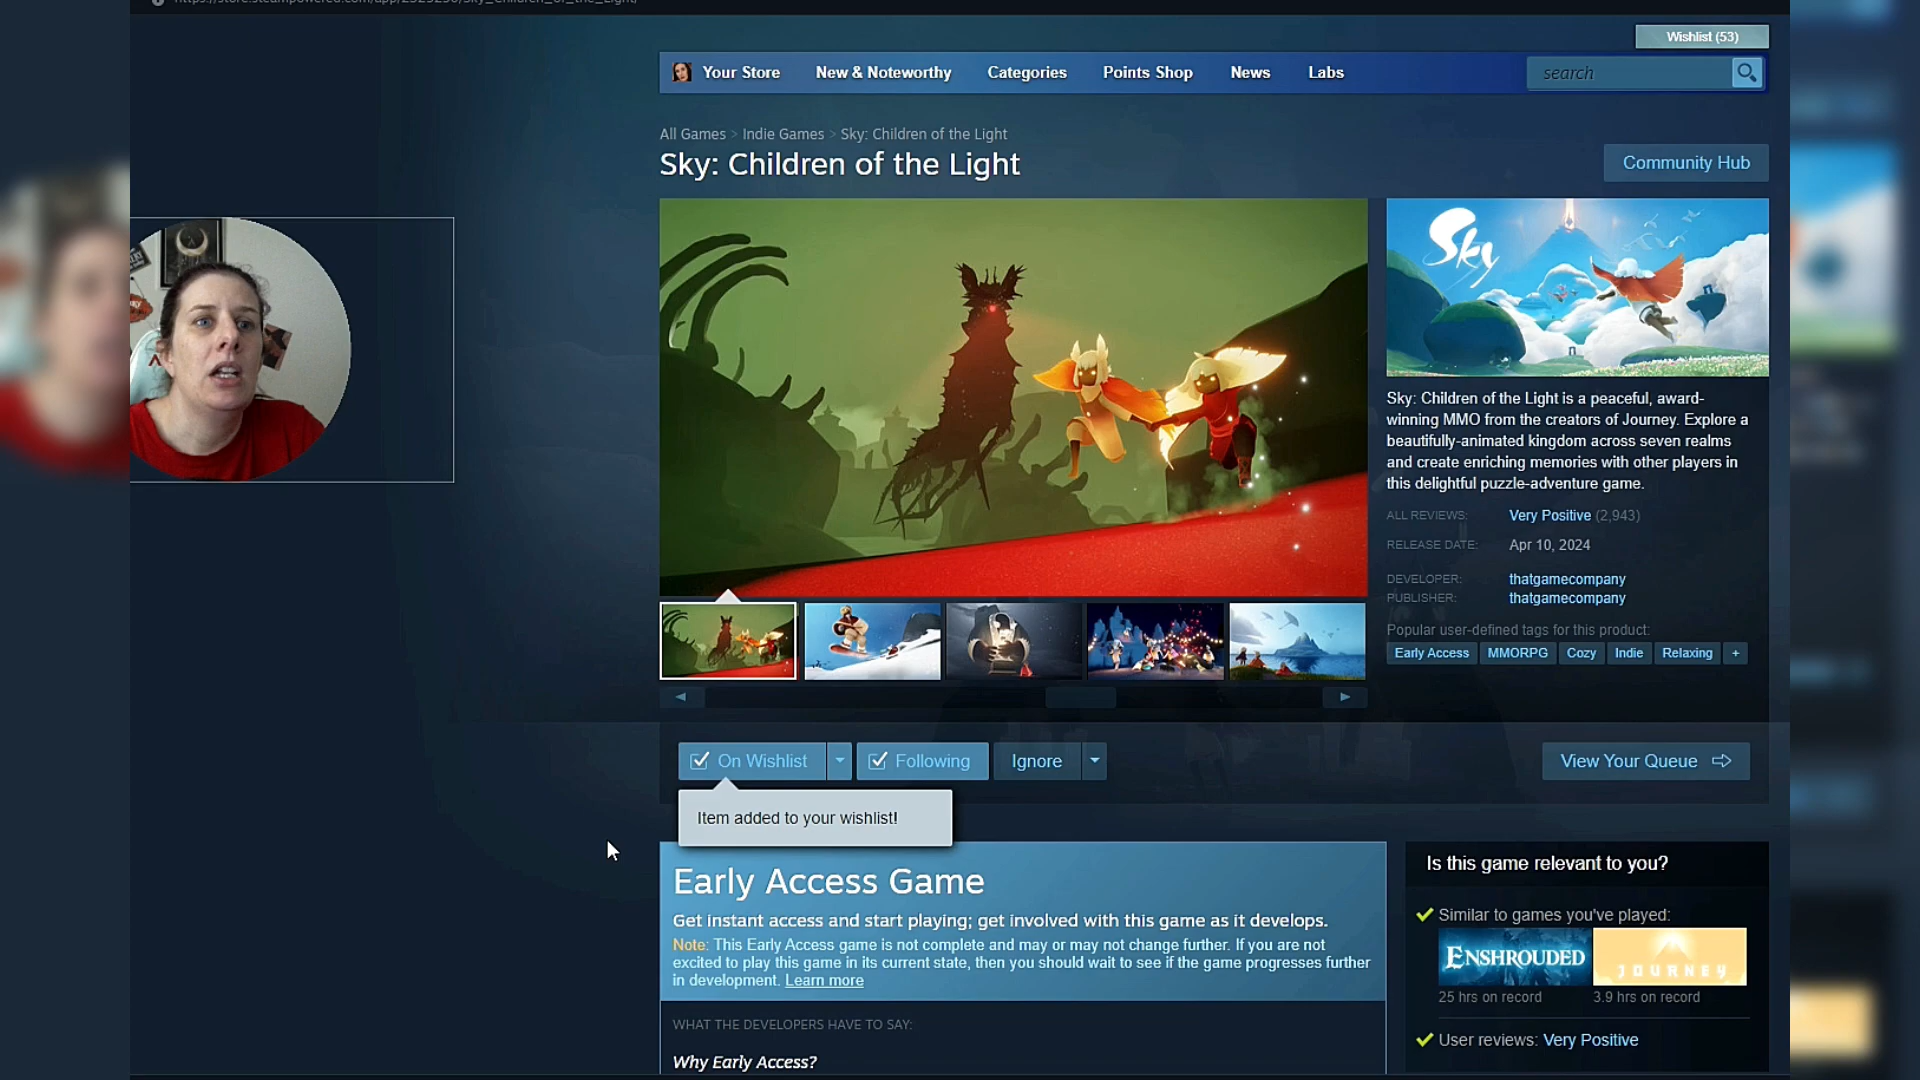 Wishlist (53)
Your Store New & Noteworthy Categories Points Shop News Labs
search
All Games > Indie Games > Sky: Children of the Light
Sky: Children of the Light
Community Hub
Sky
Sky: Children of the Light is a peaceful, award-
winning MMO from the creators of Journey. Explore a
beautifully-animated kingdom across seven realms
and create enriching memories with other players in
this delightful puzzle-adventure game.
ALL REVIEWS: Very Positive (2,943)
RELEASE DATE: Apr 10, 2024
DEVELOPER: thatgamecompany
PUBLISHER: thatgamecompany
Popular user-defined tags for this product:
Early Access MMORPG Cozy Indie Relaxing +
On Wishlist Following Ignore
View Your Queue
Item added to your wishlist!
Early Access Game
Get instant access and start playing; get involved with this game as it develops.
Note: This Early Access game is not complete and may or may not change further. If you are not
excited to play this game in its current state, then you should wait to see if the game progresses further
in development. Learn more
WHAT THE DEVELOPERS HAVE TO SAY:
Why Early Access?
Is this game relevant to you?
Similar to games you've played:
ENSHROUDED JOURNEY
25 hrs on record 3.9 hrs on record
User reviews: Very Positive